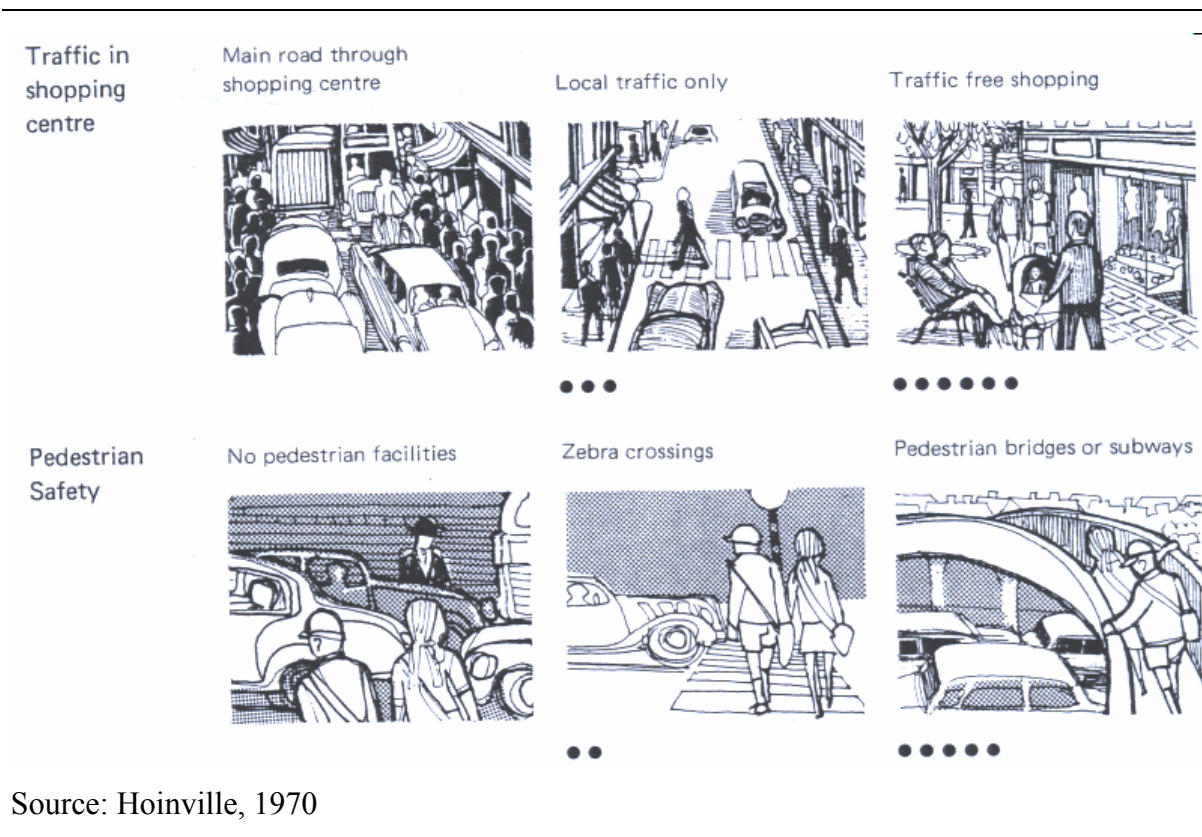 Traffic in
shopping
centre
Main road through
shopping centre
Local traffic only
Traffic free shopping
Pedestrian
Safety
No pedestrian facilities
Zebra crossings
Pedestrian bridges or subways
Source: Hoinville, 1970